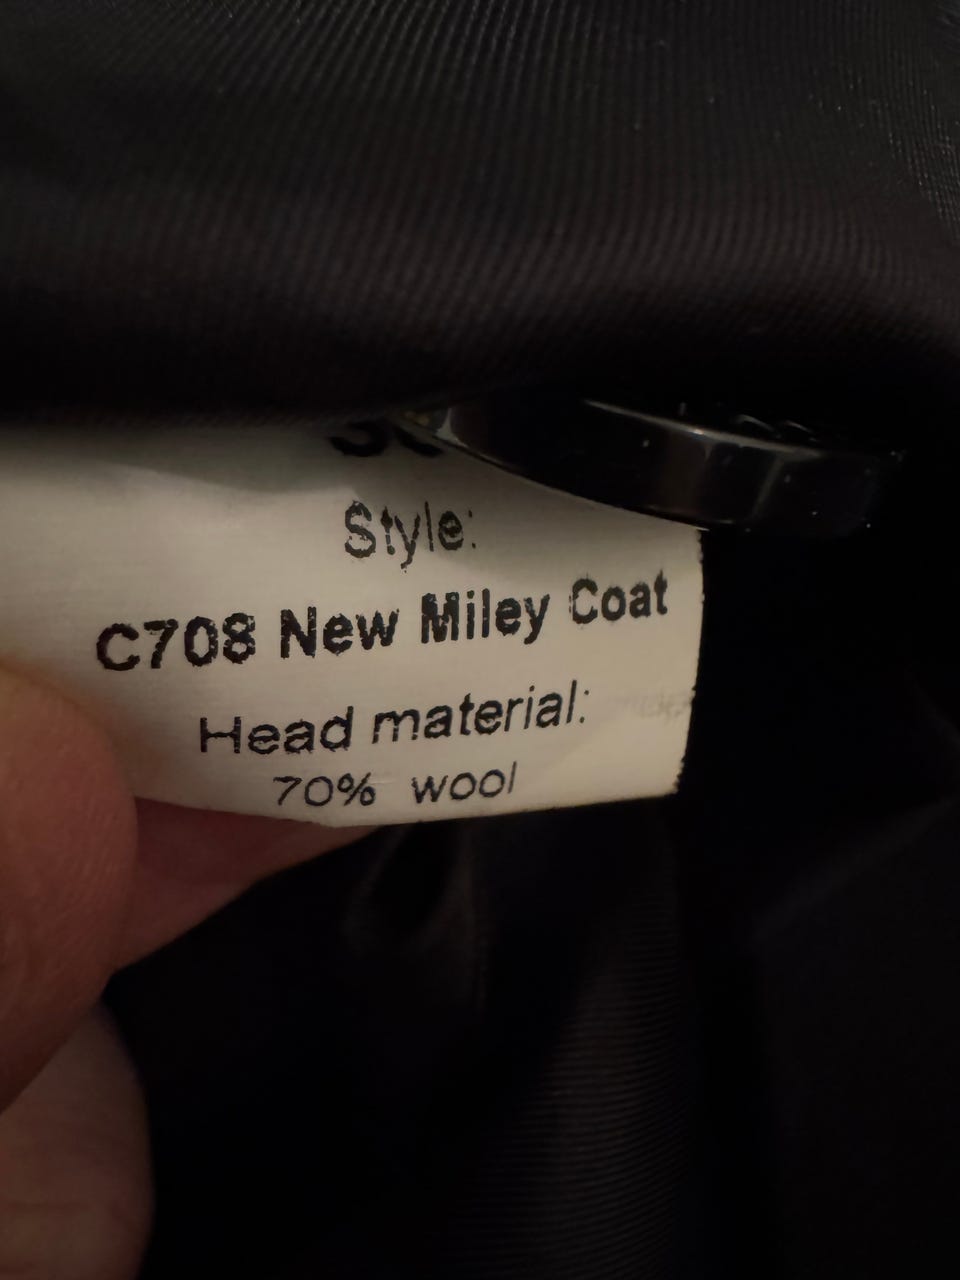 Style:
C708 New Miley Coat
Head material:
70% wool